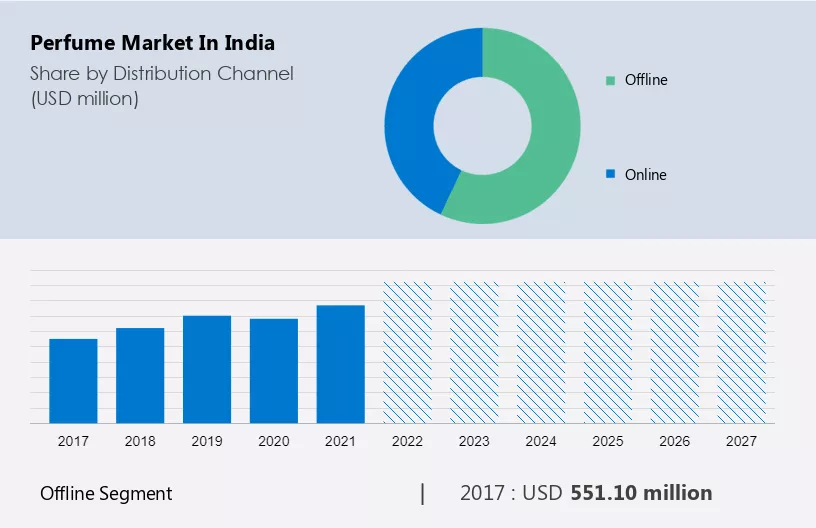 Perfume Market In India
Share by Distribution Channel
(USD million)
Offline
Online
2017 2018 2019 2020 2021 2022 2023 2024 2025 2026 2027
Offline Segment | 2017 : USD 551.10 million